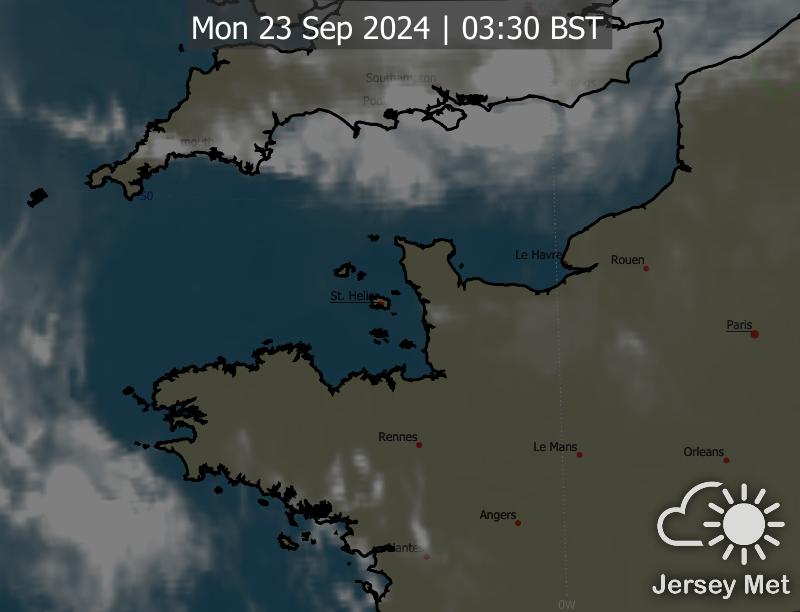 Mon 23 Sep 2024 | 03:30 BST
Southampton
50
Le Havre
Rouen
St. Helier
Paris
Rennes
Le Mans
Orleans
Angers
Nantes
Jersey Met
0W